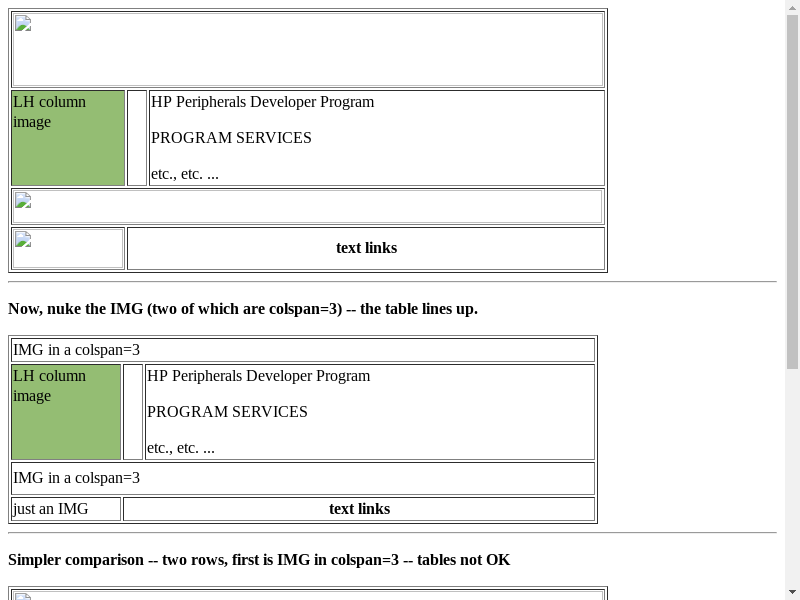 LH column
image
HP Peripherals Developer Program
PROGRAM SERVICES
etc., etc. ...
text links
Now, nuke the IMG (two of which are colspan=3) -- the table lines up.
IMG in a colspan=3
LH column
image
HP Peripherals Developer Program
PROGRAM SERVICES
etc., etc. ...
IMG in a colspan=3
just an IMG
text links
Simpler comparison -- two rows, first is IMG in colspan=3 -- tables not OK